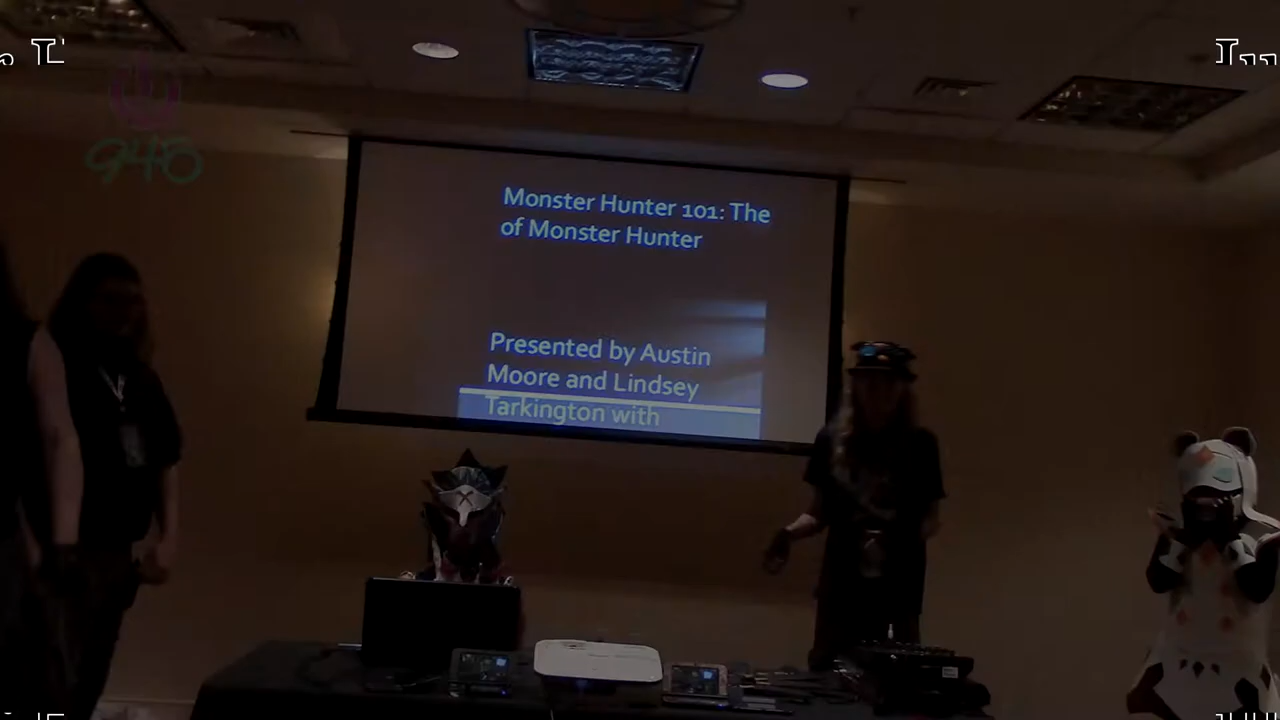 Monster Hunter 101: The
of Monster Hunter
Presented by Austin
Moore and Lindsey
Tarkington with